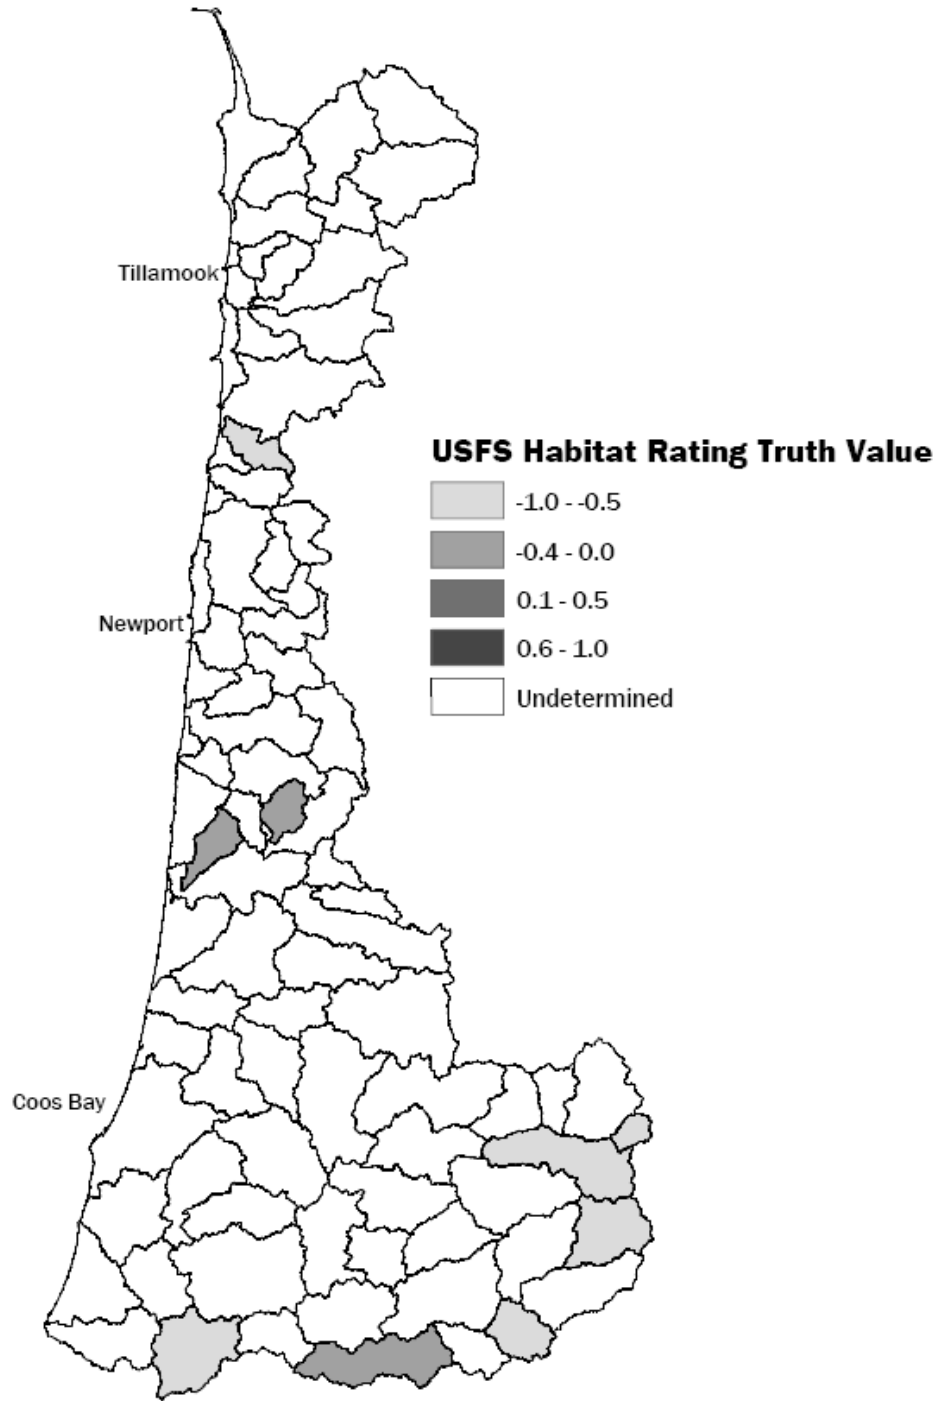 Tillamook
USFS Habitat Rating Truth Value
-1.0 - -0.5
-0.4 - 0.0
0.1 - 0.5
Newport
0.6 - 1.0
Undetermined
Coos Bay